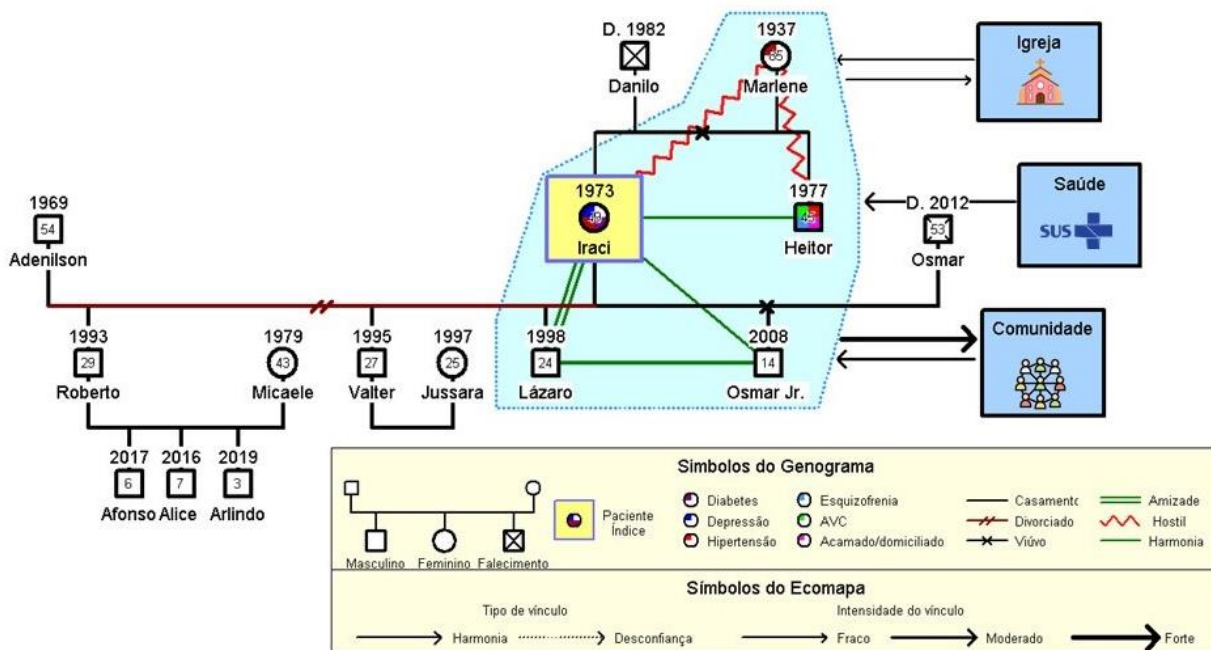 D. 1982
1937
Igreja
65
Danilo
Marlene
1973
1977
Saúde
SUS
49
45
Iraci
Heitor
D. 2012
53
Osmar
1969
54
Adenilson
1993
1979
1995
1997
1998
2008
Comunidade
29
43
27
25
24
14
Roberto
Micaele
Valter
Jussara
Lázaro
Osmar Jr.
2017
2016
2019
6
7
3
Afonso
Alice
Arlindo
Simbolos do Genograma
Masculino
Feminino
Falecimento
Paciente
Índice
Diabetes
Depressão
Hipertensão
Esquizofrenia
AVC
Acamado/domiciliado
Casamento
Divorciado
Viúvo
Amizade
Hostil
Harmonia
Símbolos do Ecomapa
Tipo de vínculo
Intensidade do vínculo
Harmonia
Desconfiança
Fraco
Moderado
Forte